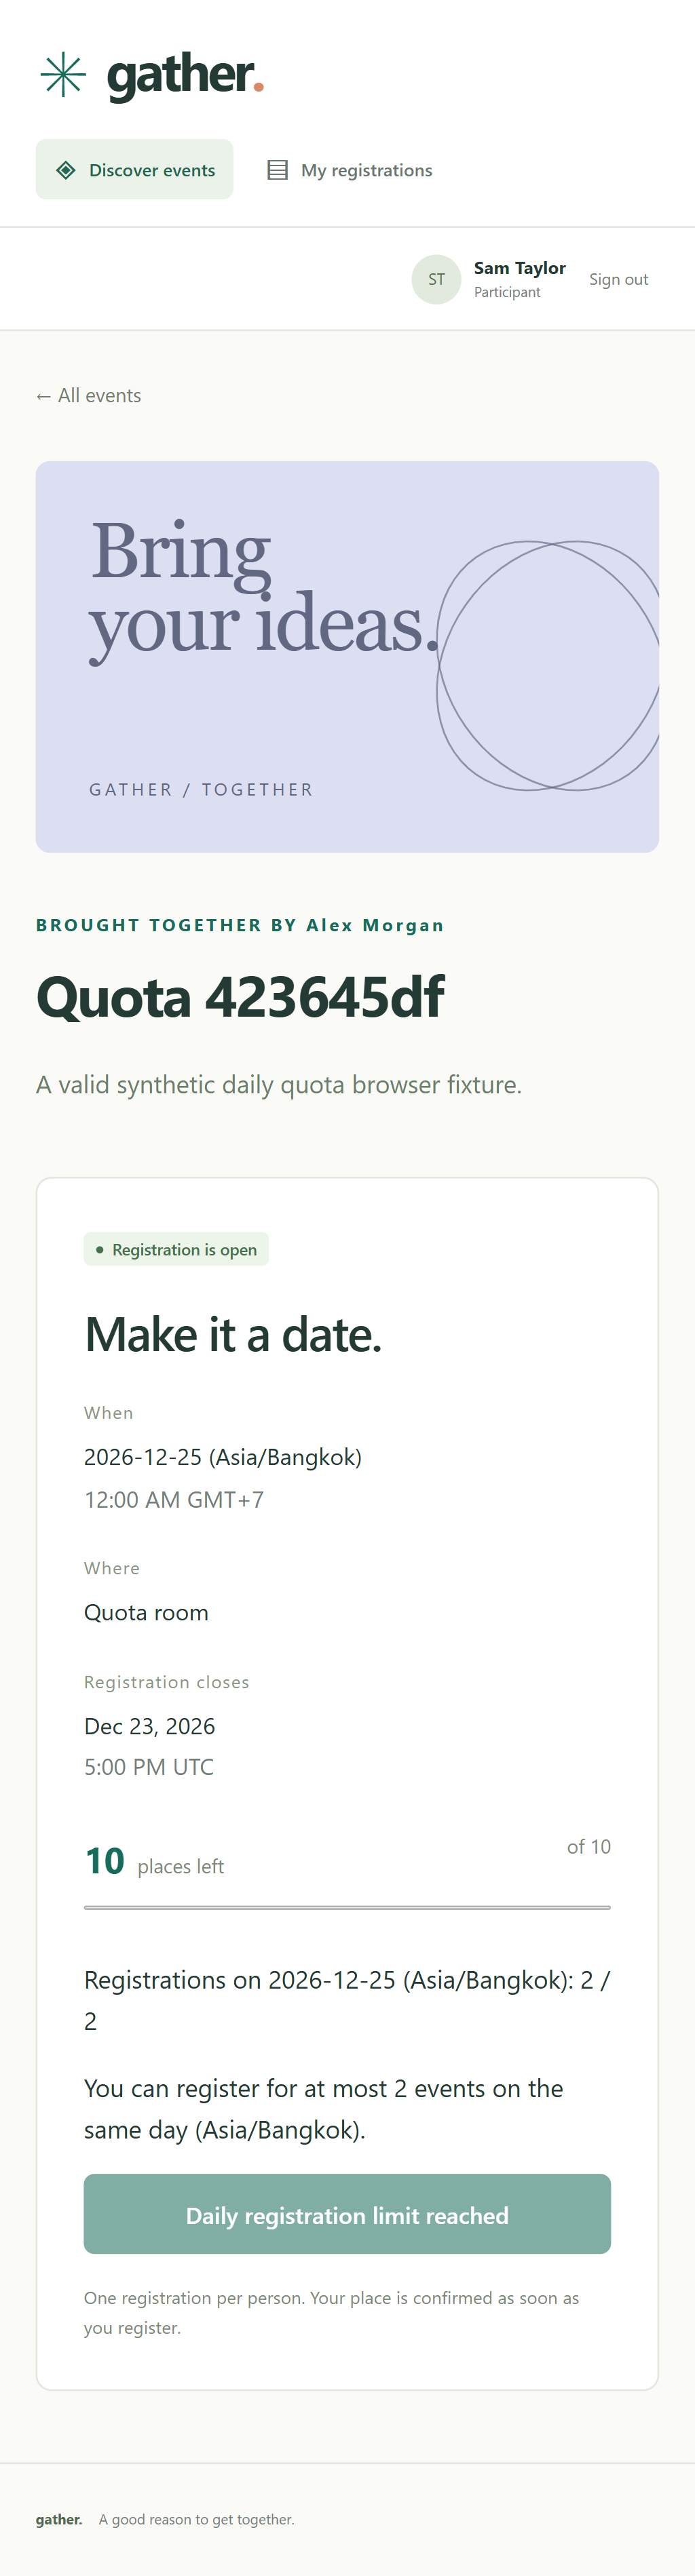 gather.
Discover events
My registrations
ST
Sam Taylor
Participant
Sign out
← All events
Bring
your ideas.
GATHER / TOGETHER
BROUGHT TOGETHER BY Alex Morgan
Quota 423645df
A valid synthetic daily quota browser fixture.
Registration is open
Make it a date.
When
2026-12-25 (Asia/Bangkok)
12:00 AM GMT+7
Where
Quota room
Registration closes
Dec 23, 2026
5:00 PM UTC
10 places left
of 10
Registrations on 2026-12-25 (Asia/Bangkok): 2 /
2
You can register for at most 2 events on the
same day (Asia/Bangkok).
Daily registration limit reached
One registration per person. Your place is confirmed as soon as
you register.
gather. A good reason to get together.